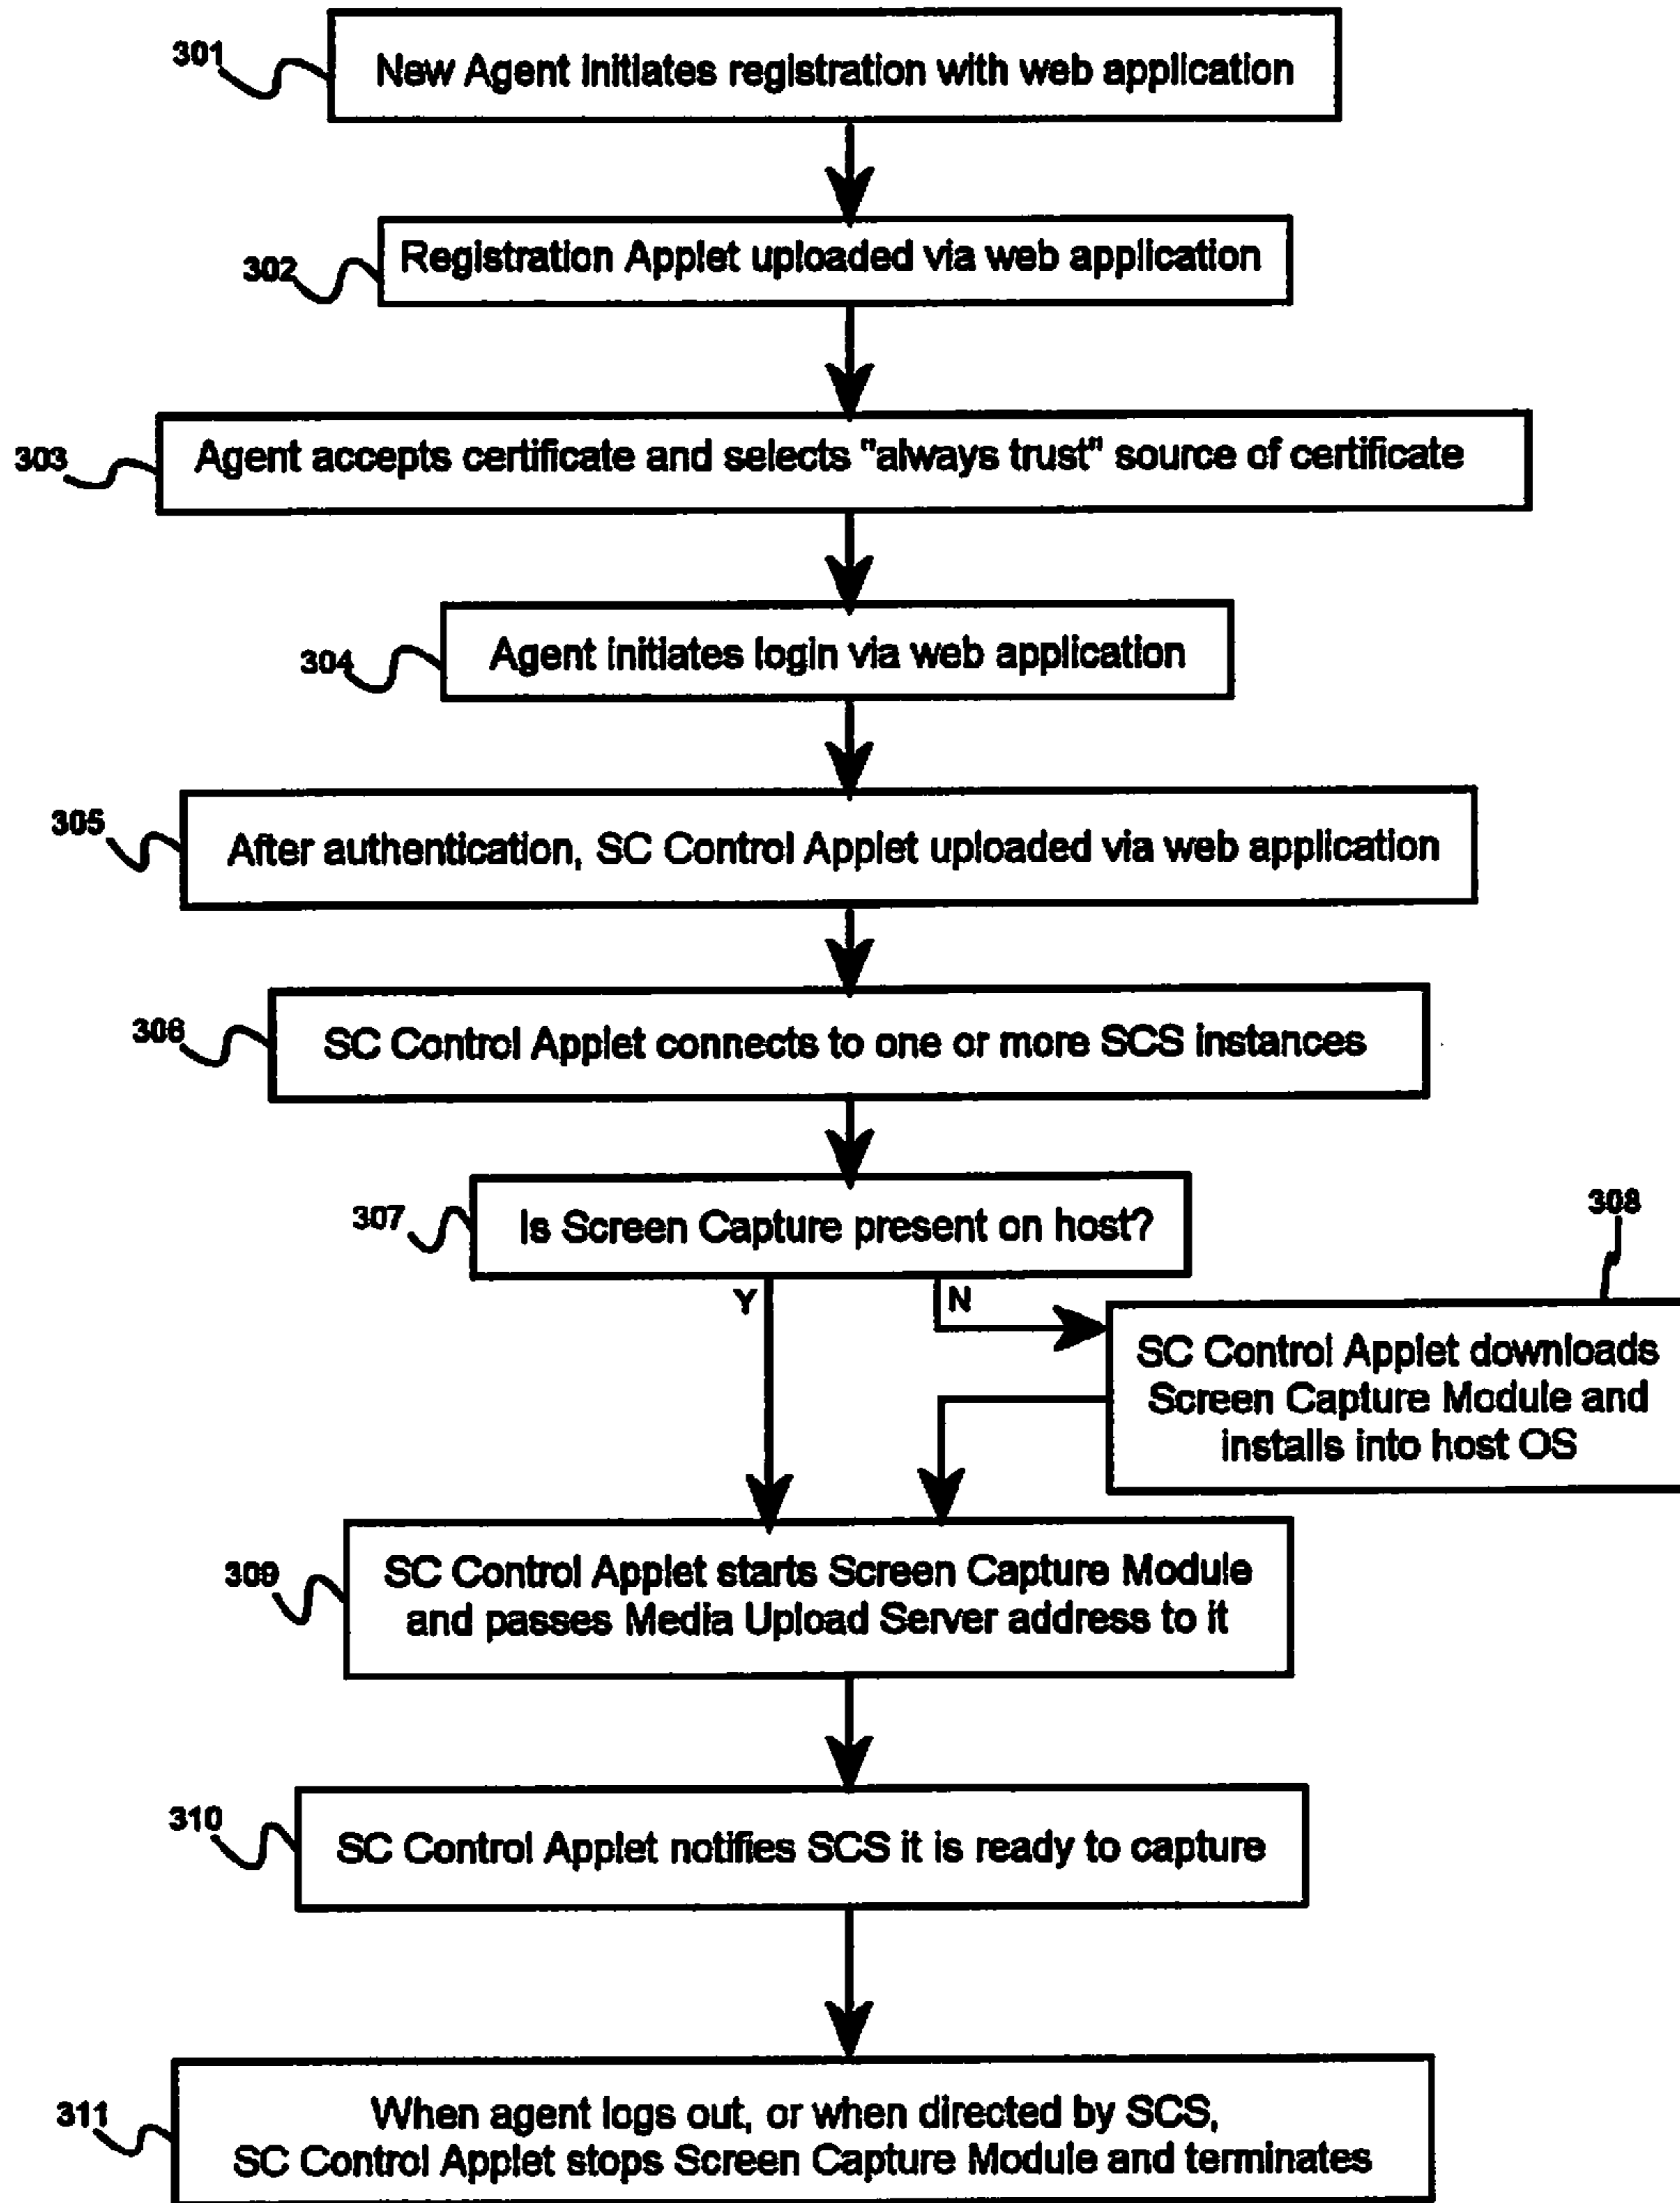 301
New Agent initiates registration with web application
302
Registration Applet uploaded via web application
303
Agent accepts certificate and selects "always trust" source of certificate
304
Agent initiates login via web application
305
After authentication, SC Control Applet uploaded via web application
306
SC Control Applet connects to one or more SCS instances
307
Is Screen Capture present on host?
308
Y
N
SC Control Applet downloads
Screen Capture Module and
installs into host OS
309
SC Control Applet starts Screen Capture Module
and passes Media Upload Server address to it
310
SC Control Applet notifies SCS it is ready to capture
311
When agent logs out, or when directed by SCS,
SC Control Applet stops Screen Capture Module and terminates